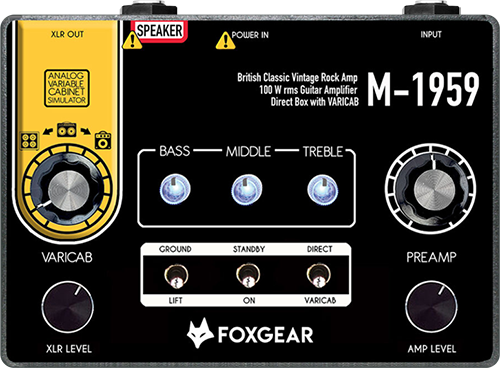 XLR OUT
SPEAKER
POWER IN
INPUT
ANALOG
VARIABLE
CABINET
SIMULATOR
British Classic Vintage Rock Amp
100 W rms Guitar Amplifier
Direct Box with VARICAB
M-1959
BASS
MIDDLE
TREBLE
VARICAB
PREAMP
GROUND
STANDBY
DIRECT
LIFT
ON
VARICAB
XLR LEVEL
FOXGEAR
AMP LEVEL